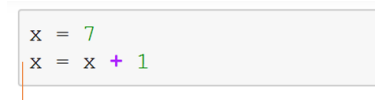 x = 7
x = x + 1